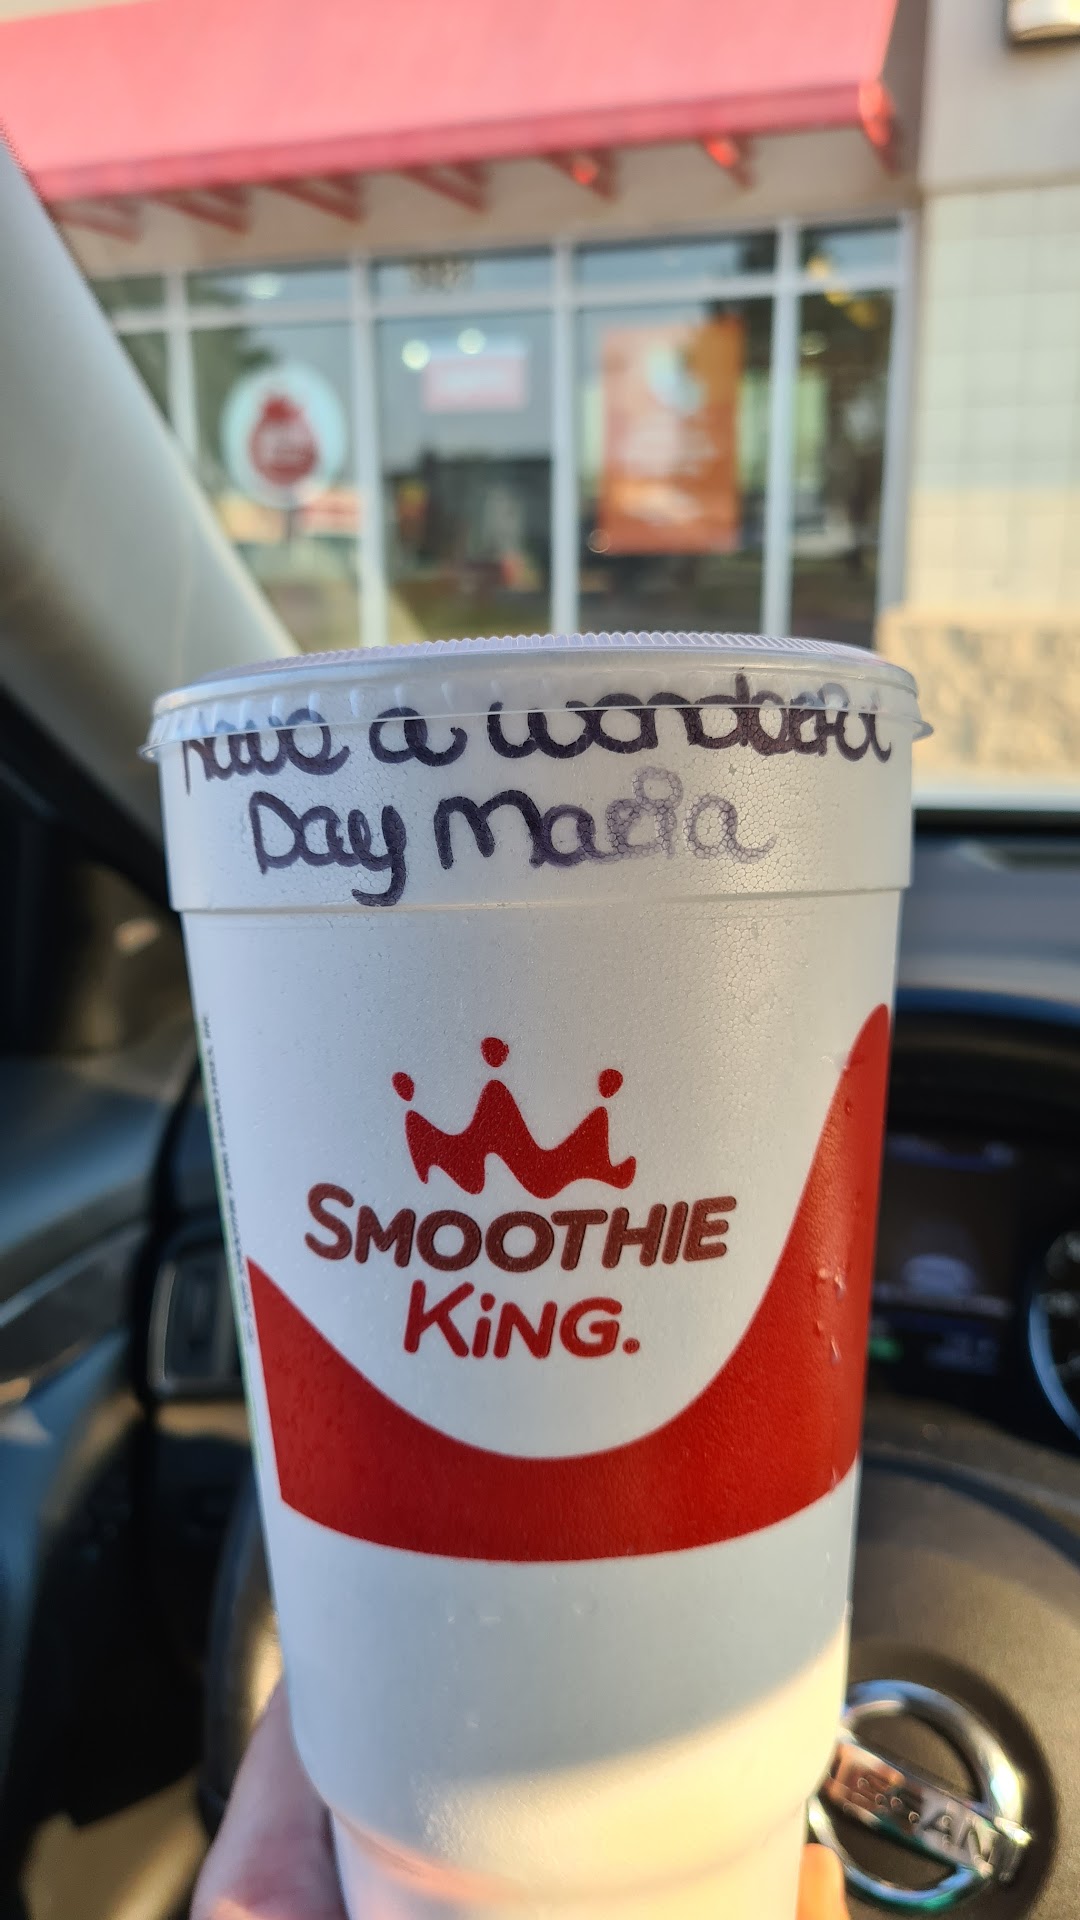 Have a wonderful
Day Maria
SMOOTHIE
KiNG.